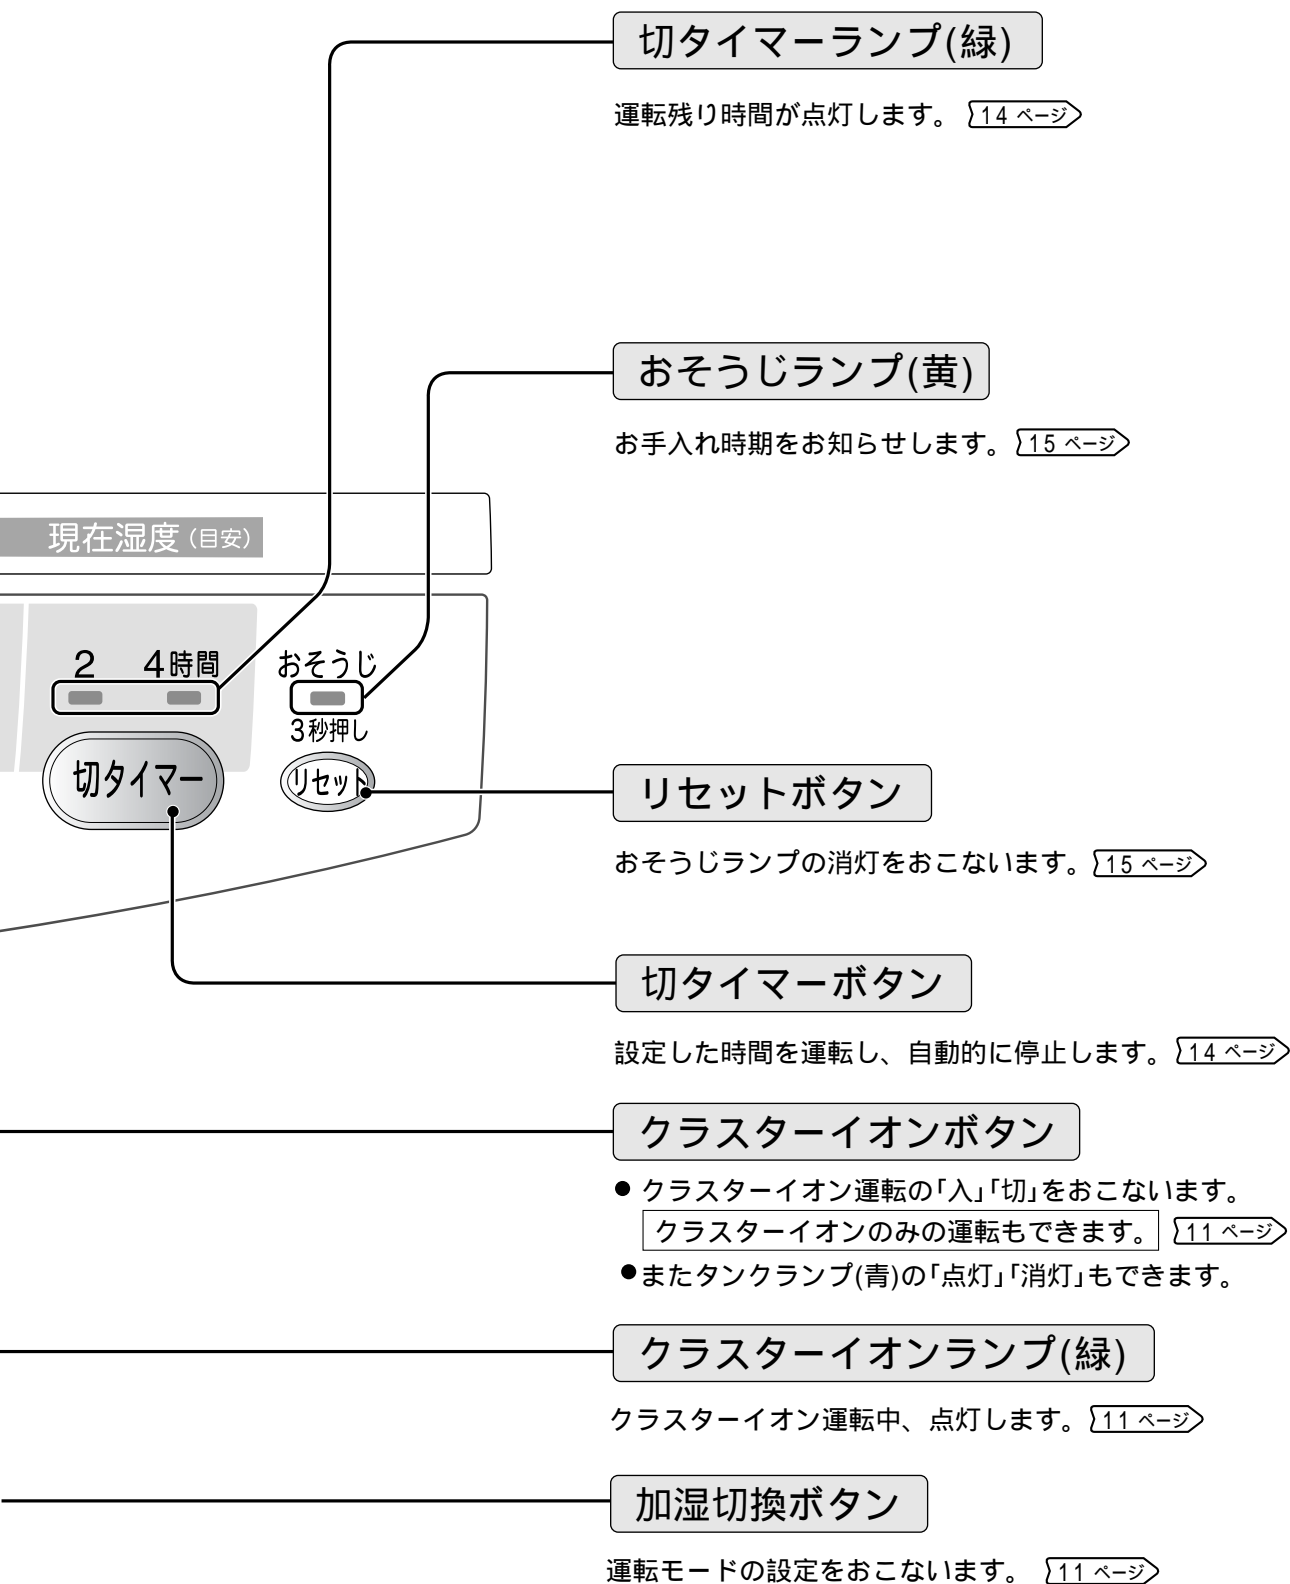 切タイマーランプ(緑)
運転残り時間が点灯します。 14 ページ
おそうじランプ(黄)
お手入れ時期をお知らせします。 15 ページ
現在湿度(目安)
2 4時間
おそうじ
3秒押し
切タイマー
リセット
リセットボタン
おそうじランプの消灯をおこないます。 15 ページ
切タイマーボタン
設定した時間を運転し、自動的に停止します。 14 ページ
クラスターイオンボタン
● クラスターイオン運転の「入」「切」をおこないます。
クラスターイオンのみの運転もできます。 11 ページ
●またタンクランプ(青)の「点灯」「消灯」もできます。
クラスターイオンランプ(緑)
クラスターイオン運転中、点灯します。 11 ページ
加湿切換ボタン
運転モードの設定をおこないます。 11 ページ